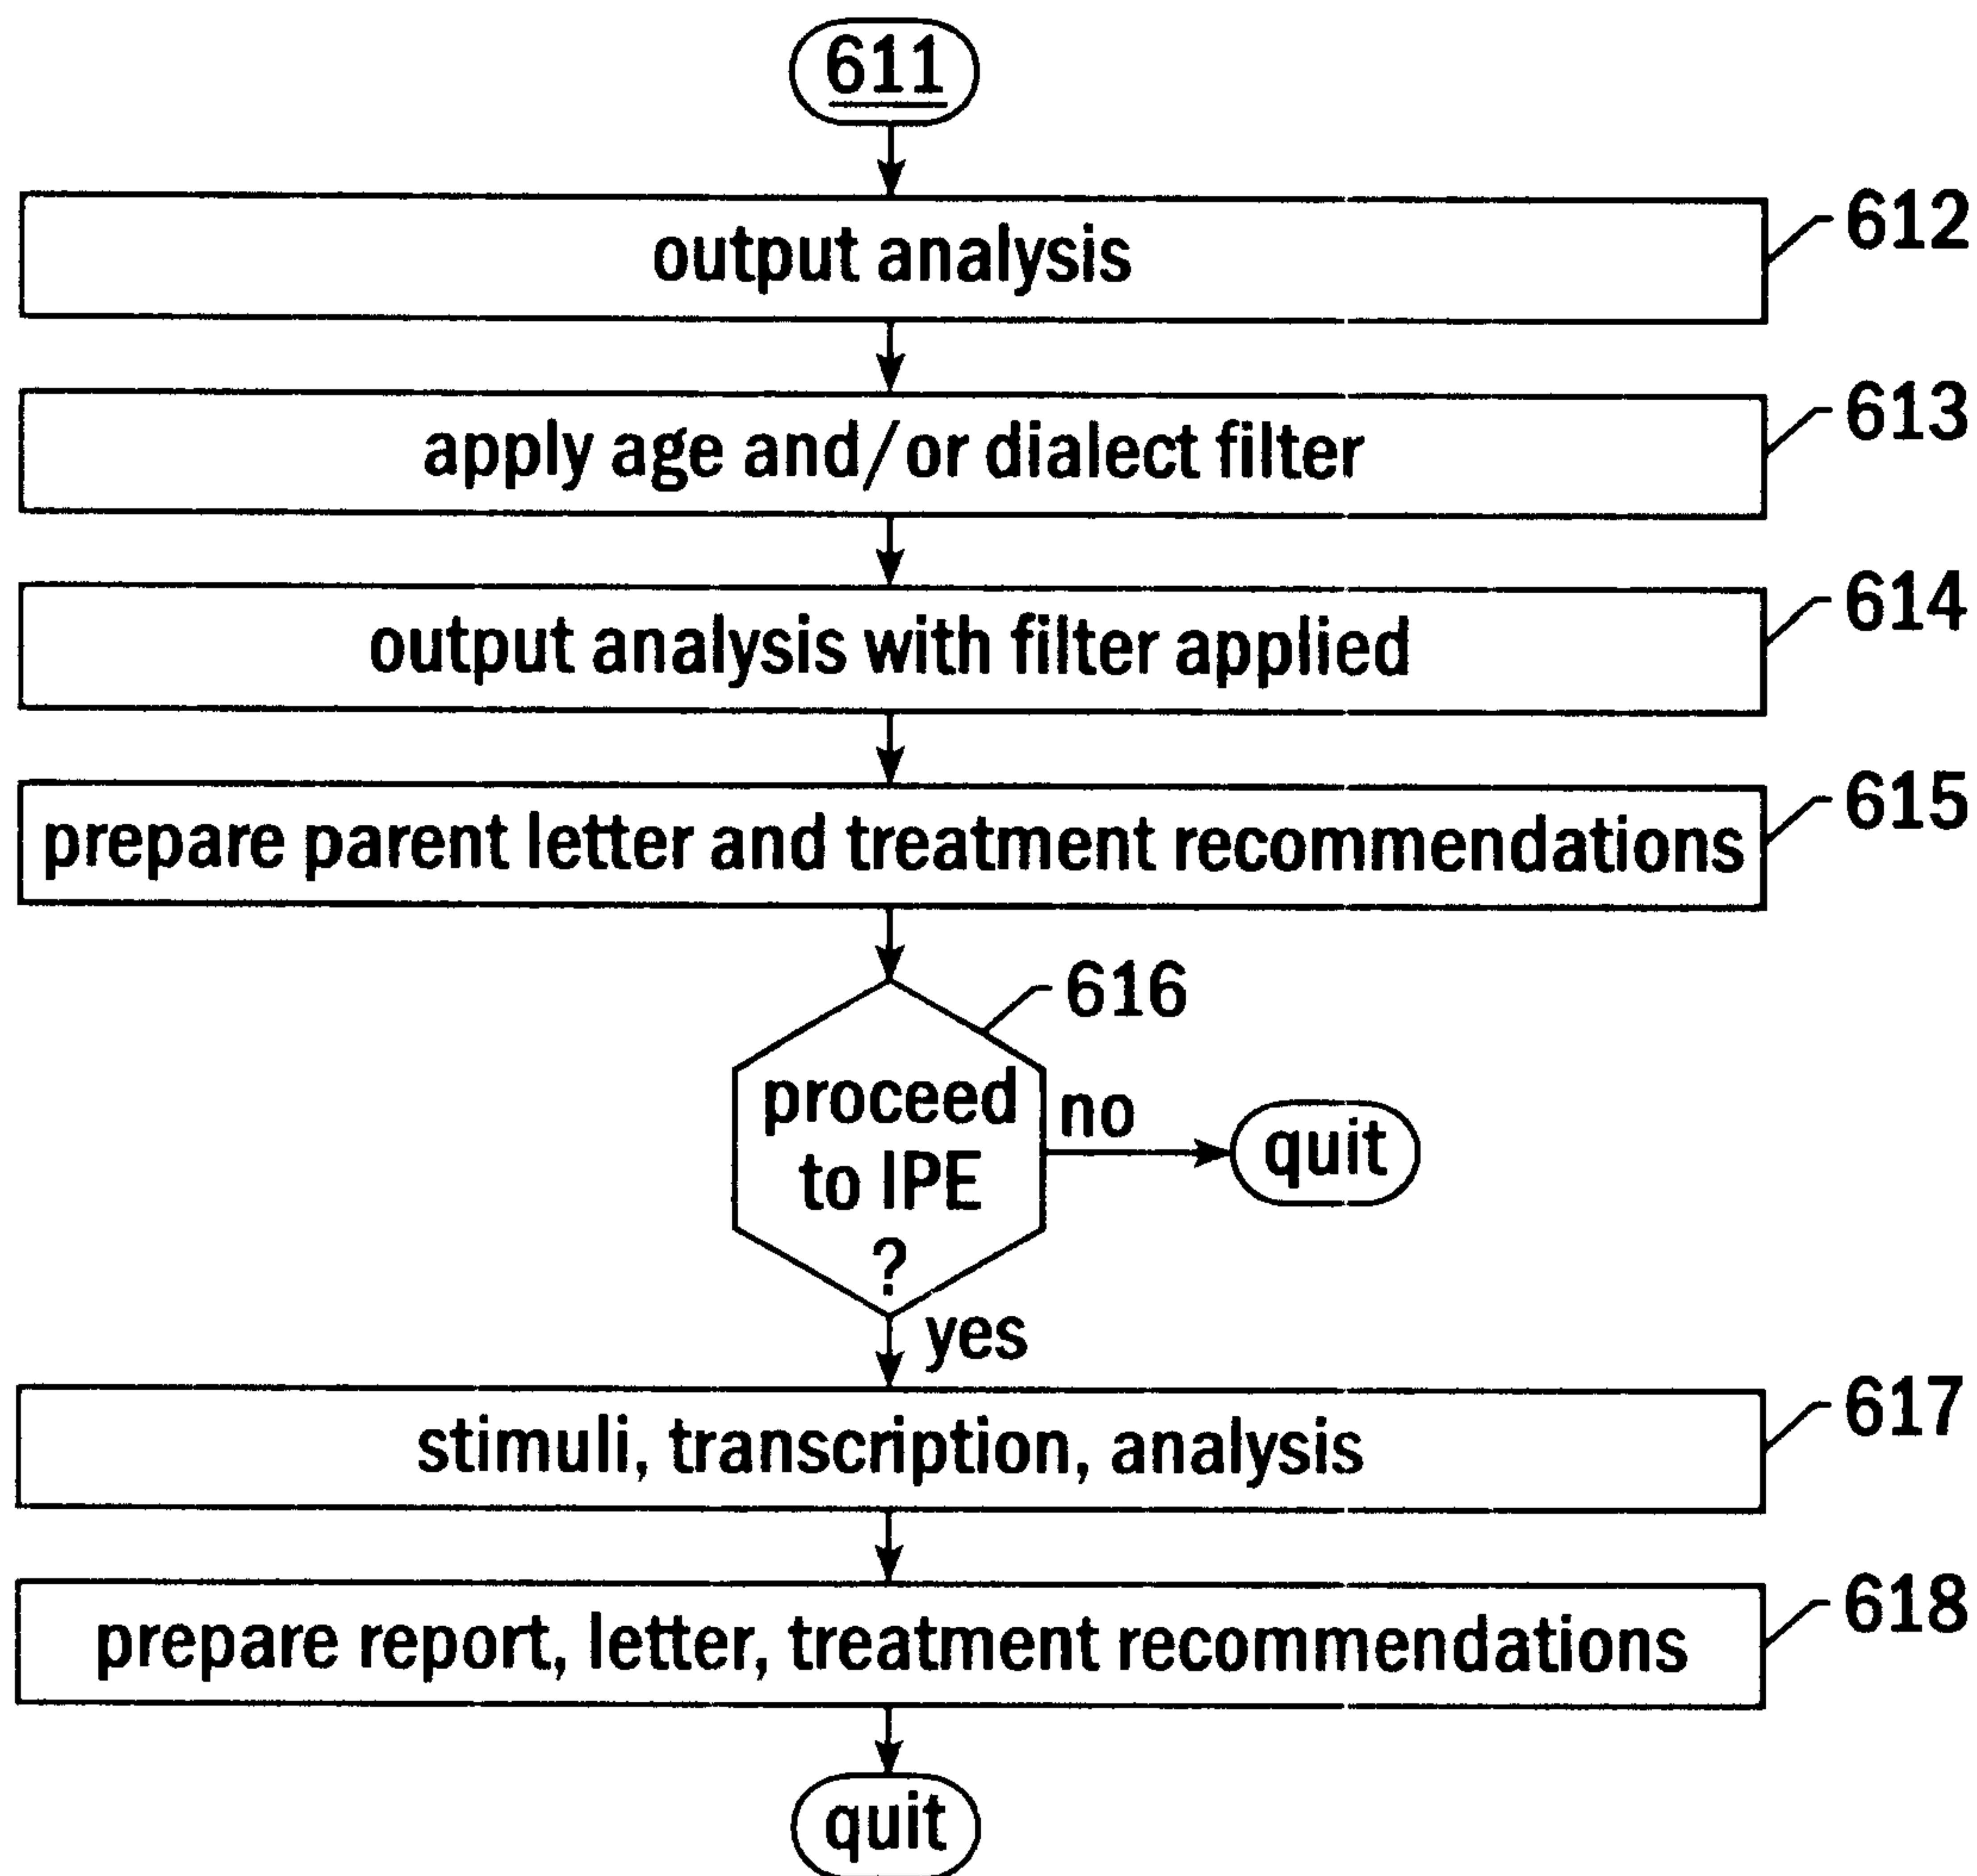 611
output analysis
612
apply age and/or dialect filter
613
output analysis with filter applied
614
prepare parent letter and treatment recommendations
615
616
proceed
to IPE
?
no
quit
yes
stimuli, transcription, analysis
617
prepare report, letter, treatment recommendations
618
quit